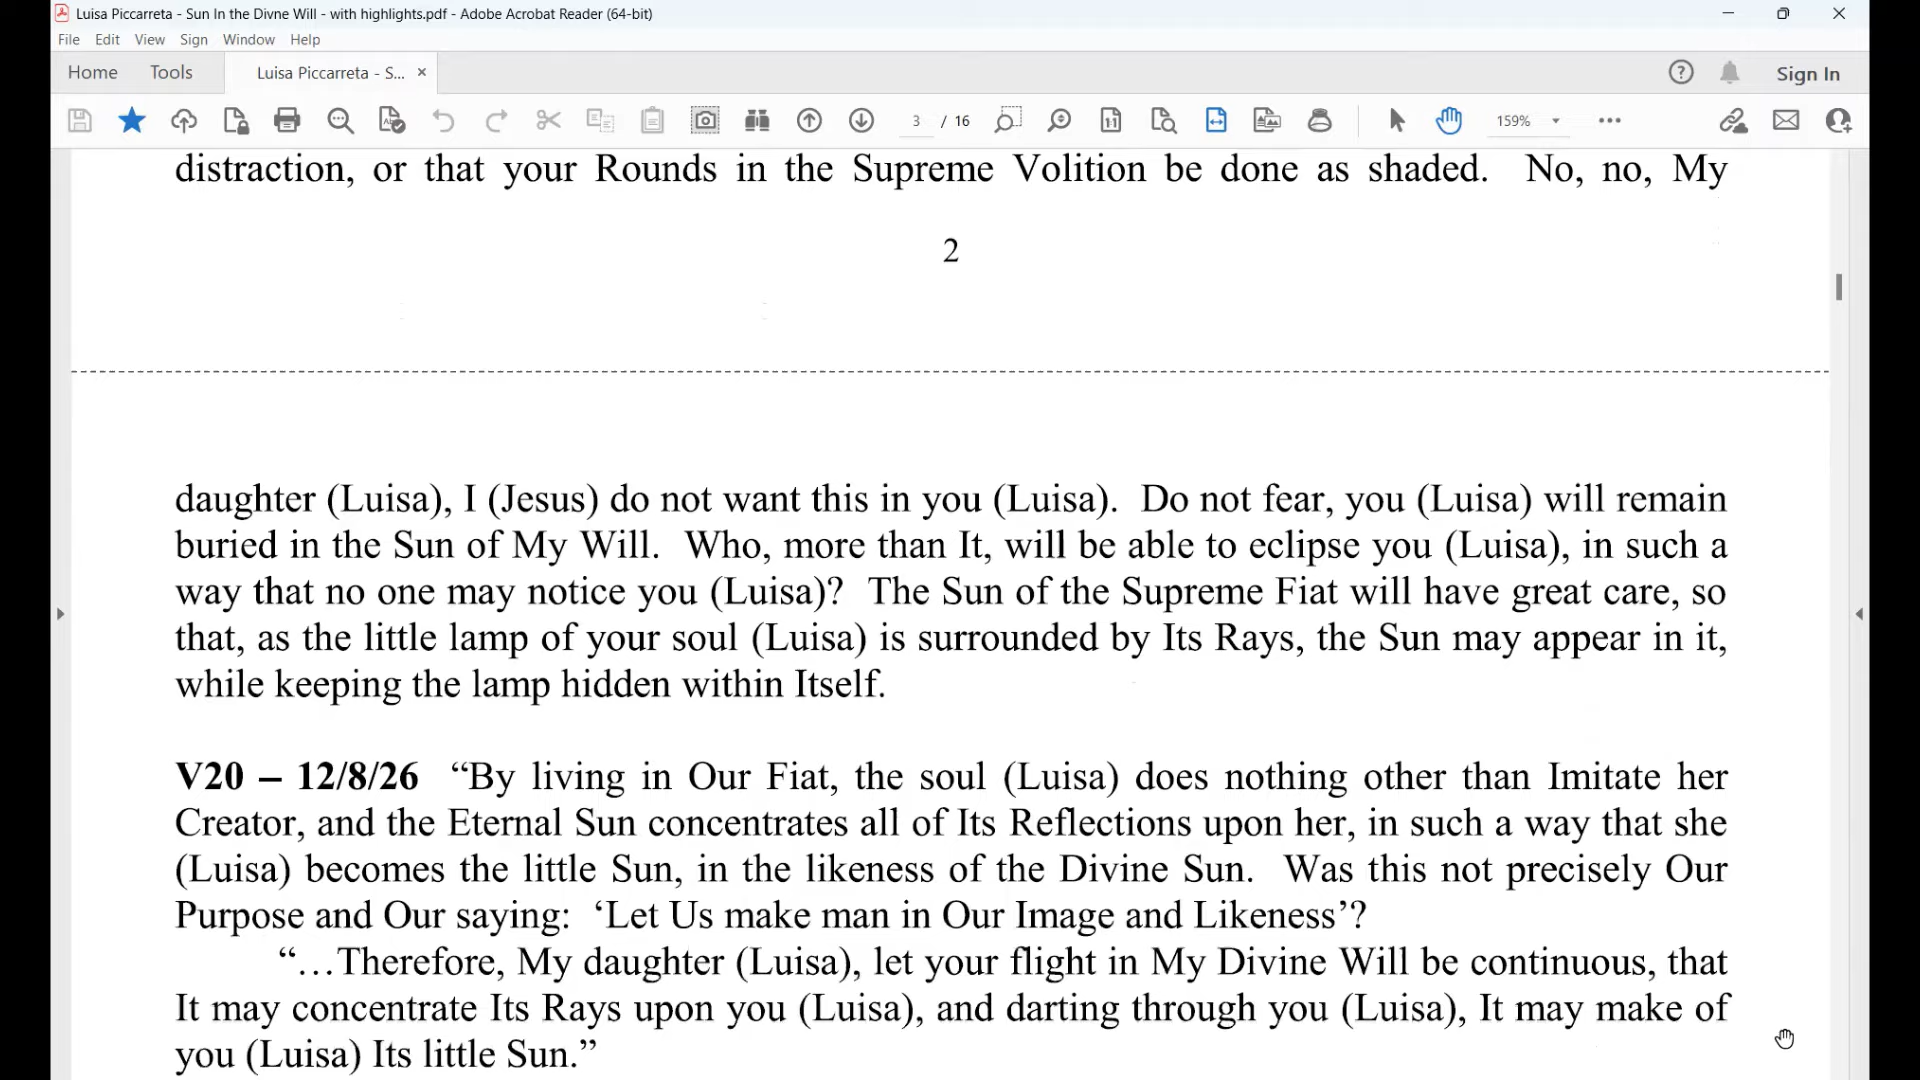 Luisa Piccarreta - Sun In the Divne Will - with highlights.pdf - Adobe Acrobat Reader (64-bit)
File Edit View Sign Window Help
Home Tools Luisa Piccarreta - S... × Sign In
3 / 16 159%
distraction, or that your Rounds in the Supreme Volition be done as shaded. No, no, My
2
daughter (Luisa), I (Jesus) do not want this in you (Luisa). Do not fear, you (Luisa) will remain
buried in the Sun of My Will. Who, more than It, will be able to eclipse you (Luisa), in such a
way that no one may notice you (Luisa)? The Sun of the Supreme Fiat will have great care, so
that, as the little lamp of your soul (Luisa) is surrounded by Its Rays, the Sun may appear in it,
while keeping the lamp hidden within Itself.
V20 – 12/8/26 “By living in Our Fiat, the soul (Luisa) does nothing other than Imitate her
Creator, and the Eternal Sun concentrates all of Its Reflections upon her, in such a way that she
(Luisa) becomes the little Sun, in the likeness of the Divine Sun. Was this not precisely Our
Purpose and Our saying: ‘Let Us make man in Our Image and Likeness’?
“…Therefore, My daughter (Luisa), let your flight in My Divine Will be continuous, that
It may concentrate Its Rays upon you (Luisa), and darting through you (Luisa), It may make of
you (Luisa) Its little Sun.”